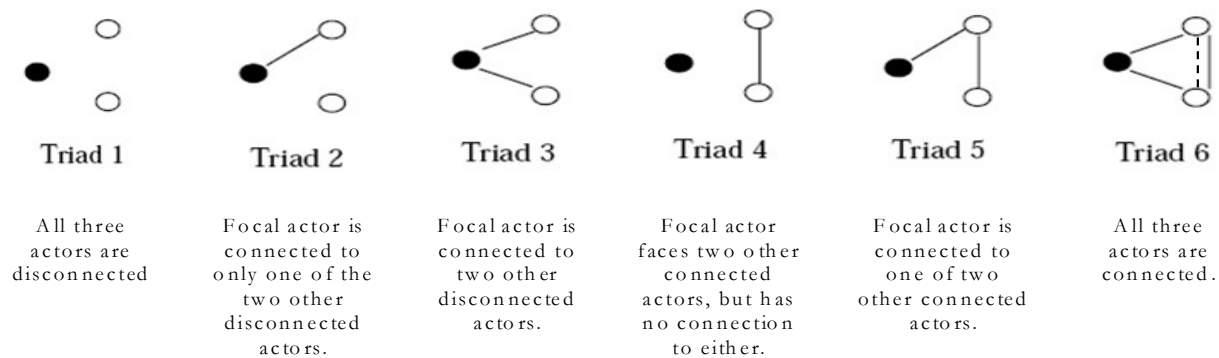 Triad 1
Triad 2
Triad 3
Triad 4
Triad 5
Triad 6
All three
actors are
disconnected
Focal actor is
connected to
only one of the
two other
disconnected
actors.
Focal actor is
connected to
two other
disconnected
actors.
Focal actor
faces two other
connected
actors, but has
no connection
to either.
Focal actor is
connected to
one of two
other connected
actors.
All three
actors are
connected.